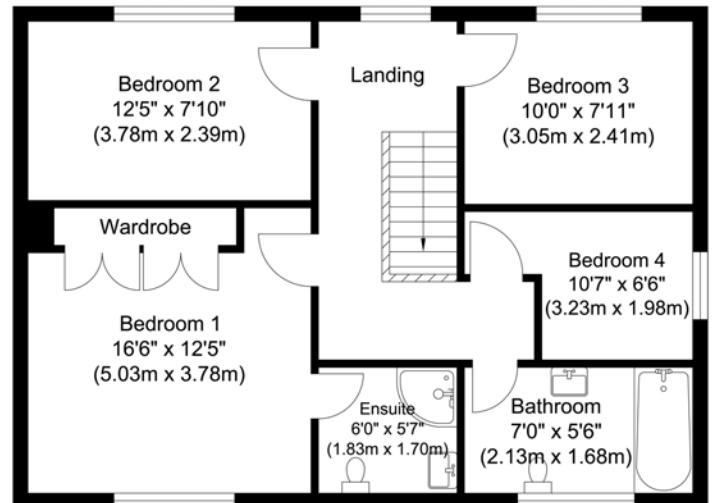 Bedroom 2
12'5" x 7'10"
(3.78m x 2.39m)
Landing
Bedroom 3
10'0" x 7'11"
(3.05m x 2.41m)
Wardrobe
Bedroom 4
10'7" x 6'6"
(3.23m x 1.98m)
Bedroom 1
16'6" x 12'5"
(5.03m x 3.78m)
Ensuite
6'0" x 5'7"
(1.83m x 1.70m)
Bathroom
7'0" x 5'6"
(2.13m x 1.68m)